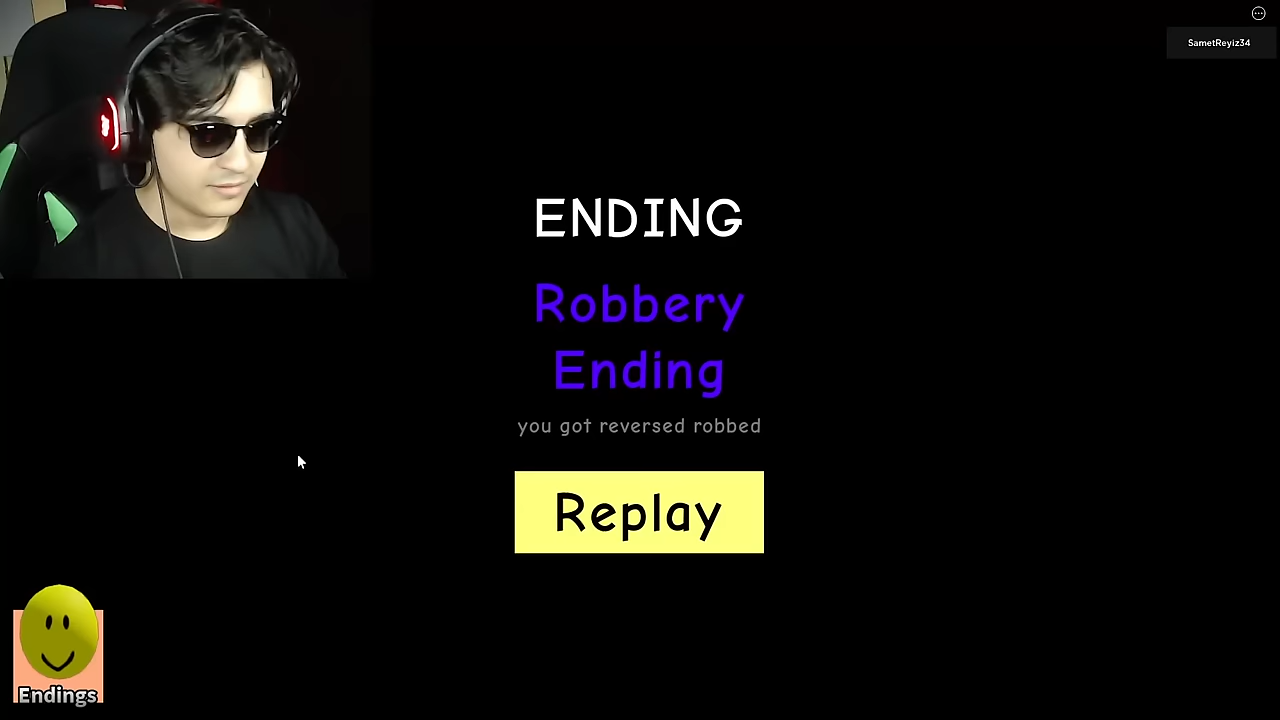 SametReyiz34
ENDING
Robbery
Ending
you got reversed robbed
Replay
Endings